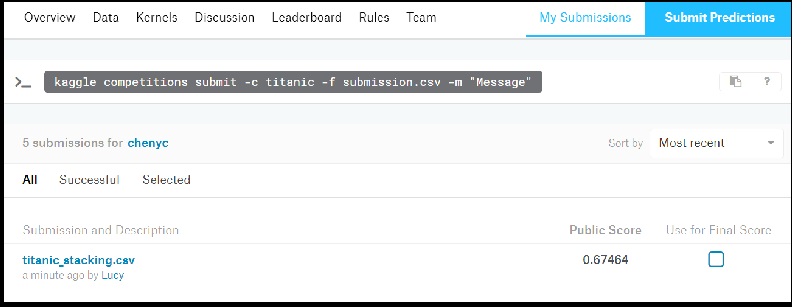 Overview Data Kernels Discussion Leaderboard Rules Team My Submissions Submit Predictions
>_ kaggle competitions submit -c titanic -f submission.csv -m "Message" ?
5 submissions for chenyc Sort by Most recent
All Successful Selected
Submission and Description Public Score Use for Final Score
titanic_stacking.csv 0.67464
a minute ago by Lucy